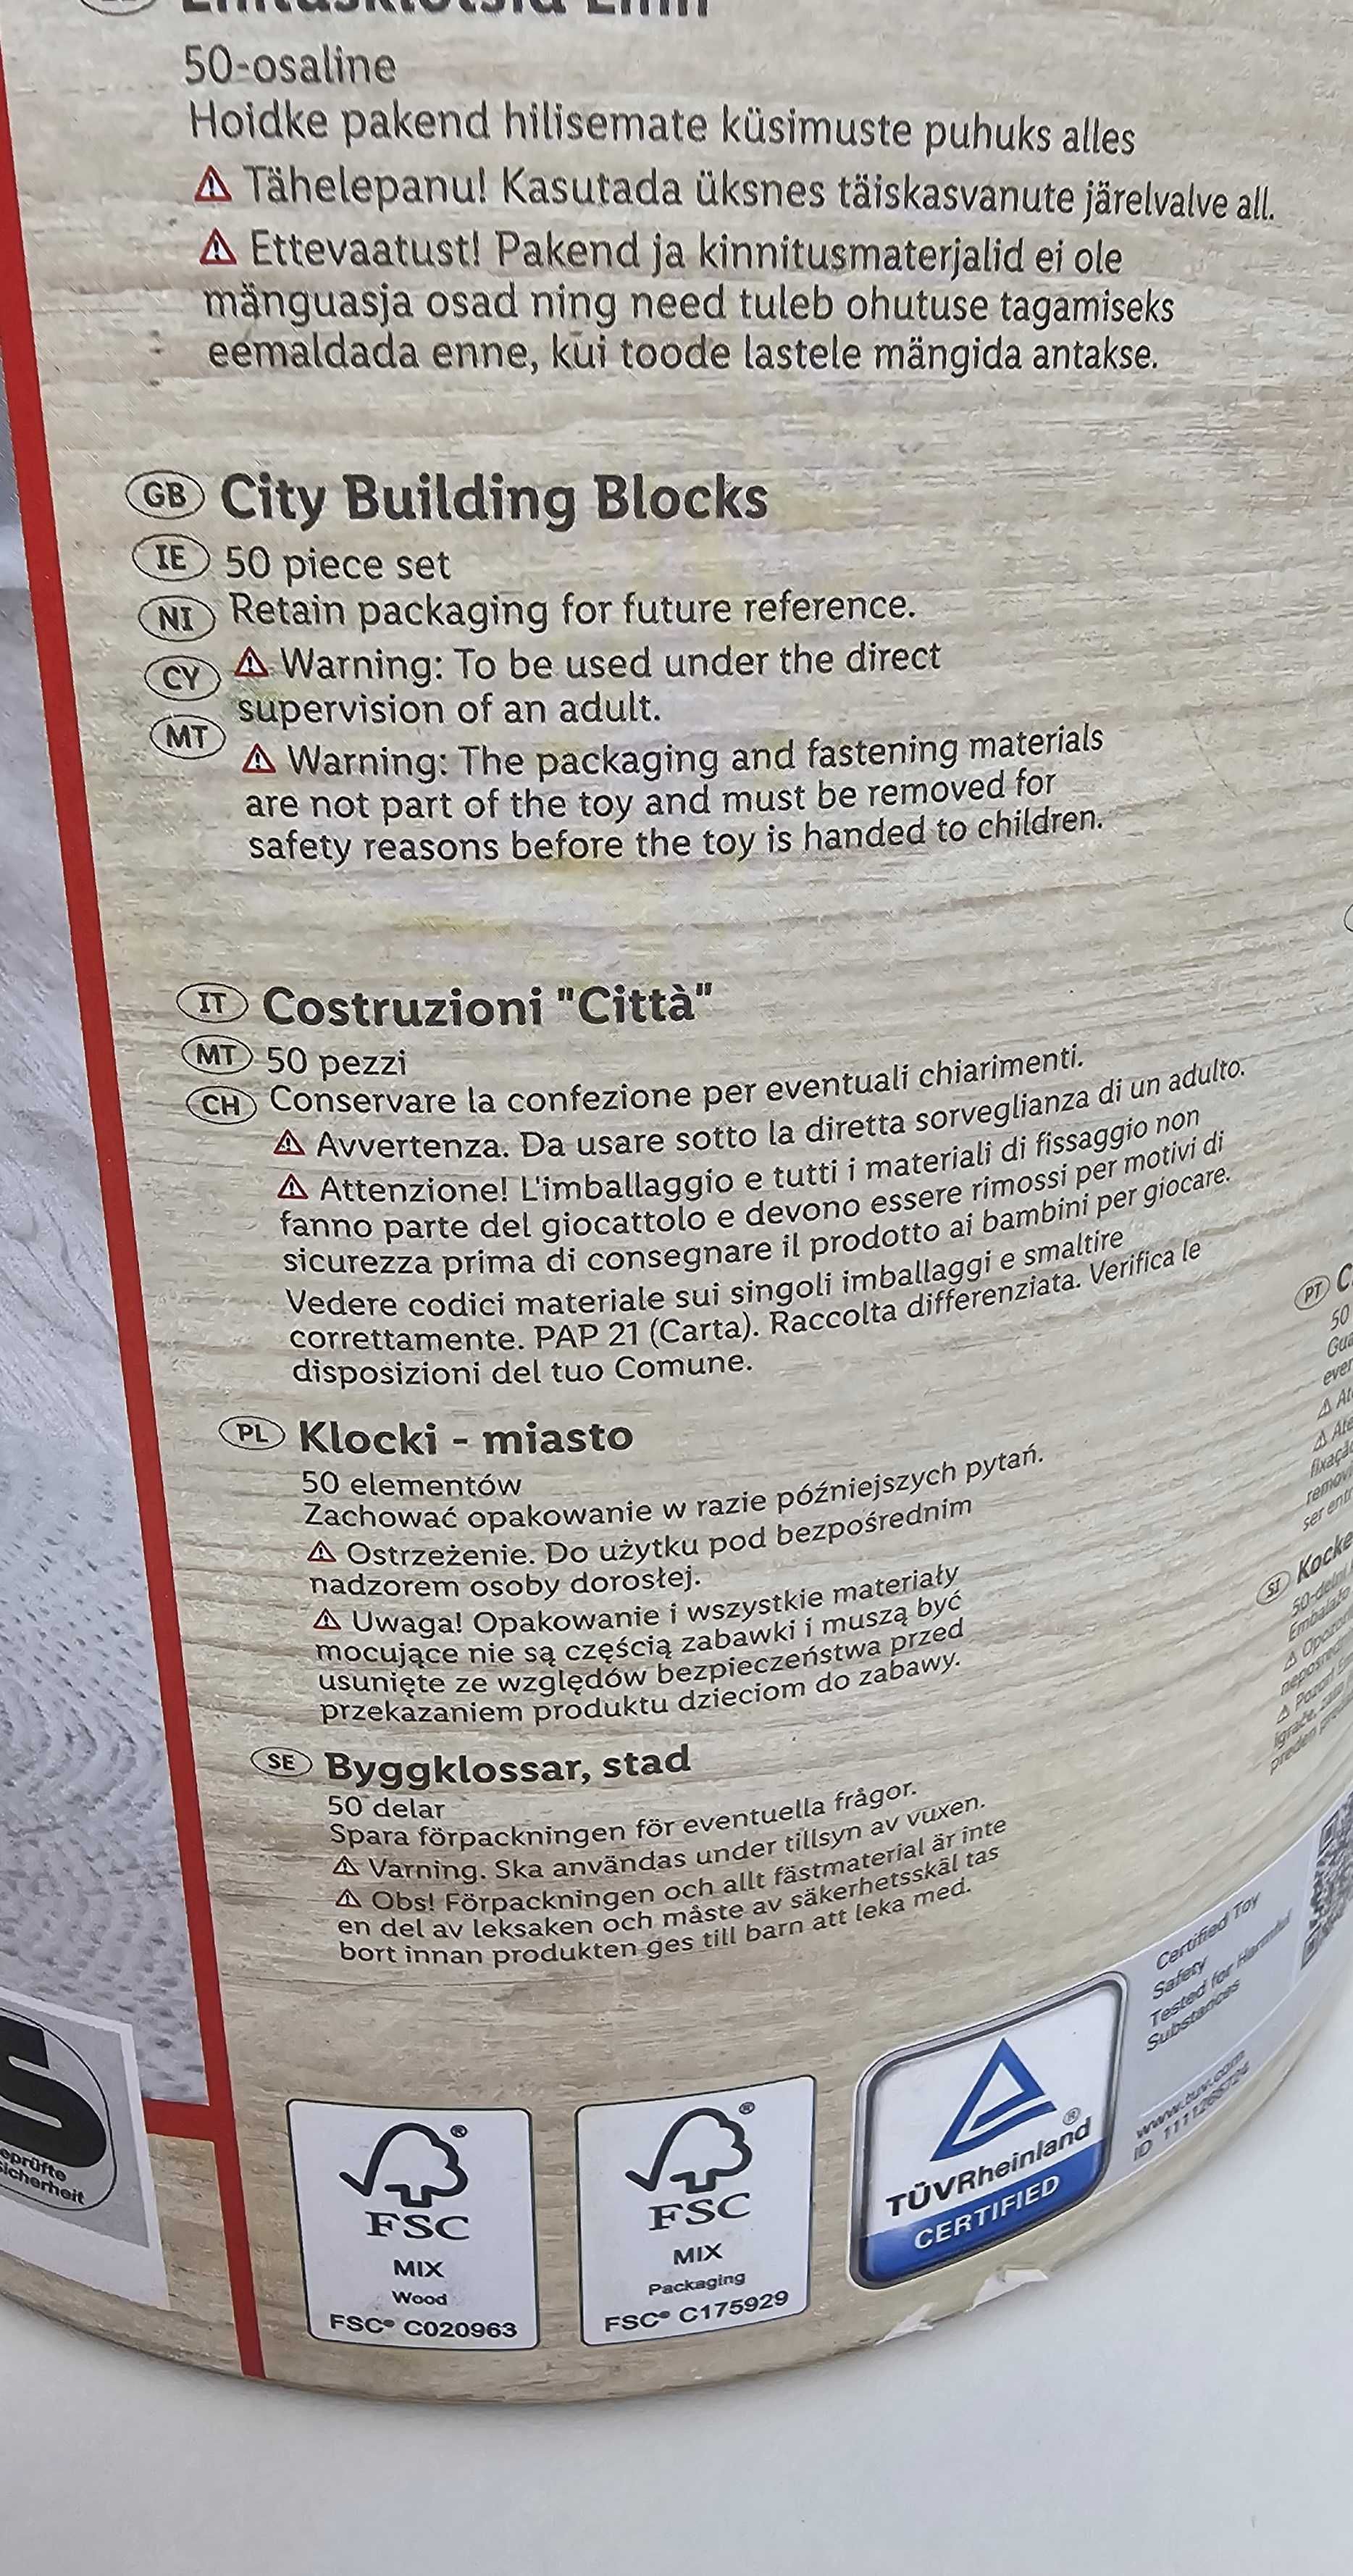 50-osaline
Hoidke pakend hilisemate küsimuste puhuks alles
⚠ Tähelepanu! Kasutada üksnes täiskasvanute järelvalve all.
⚠ Ettevaatust! Pakend ja kinnitusmaterjalid ei ole
mänguasja osad ning need tuleb ohutuse tagamiseks
eemaldada enne, kui toode lastele mängida antakse.
GB City Building Blocks
IE 50 piece set
NI Retain packaging for future reference.
CY ⚠ Warning: To be used under the direct
supervision of an adult.
MT ⚠ Warning: The packaging and fastening materials
are not part of the toy and must be removed for
safety reasons before the toy is handed to children.
IT Costruzioni "Città"
MT 50 pezzi
CH Conservare la confezione per eventuali chiarimenti.
⚠ Avvertenza. Da usare sotto la diretta sorveglianza di un adulto.
⚠ Attenzione! L'imballaggio e tutti i materiali di fissaggio non
fanno parte del giocattolo e devono essere rimossi per motivi di
sicurezza prima di consegnare il prodotto ai bambini per giocare.
Vedere codici materiale sui singoli imballaggi e smaltire
correttamente. PAP 21 (Carta). Raccolta differenziata. Verifica le
disposizioni del tuo Comune.
PL Klocki - miasto
50 elementów
Zachować opakowanie w razie późniejszych pytań.
⚠ Ostrzeżenie. Do użytku pod bezpośrednim
nadzorem osoby dorosłej.
⚠ Uwaga! Opakowanie i wszystkie materiały
mocujące nie są częścią zabawki i muszą być
usunięte ze względów bezpieczeństwa przed
przekazaniem produktu dzieciom do zabawy.
SE Byggklossar, stad
50 delar
Spara förpackningen för eventuella frågor.
⚠ Varning. Ska användas under tillsyn av vuxen.
⚠ Obs! Förpackningen och allt fästmaterial är inte
en del av leksaken och måste av säkerhetsskäl tas
bort innan produkten ges till barn att leka med.
PT
50
SI Kocke
50-delni
Embalažo
FSC®
MIX
Wood
FSC® C020963
FSC®
MIX
Packaging
FSC® C175929
TÜVRheinland®
CERTIFIED
Certified Toy
Safety
Tested for Harmful
Substances
www.tuv.com